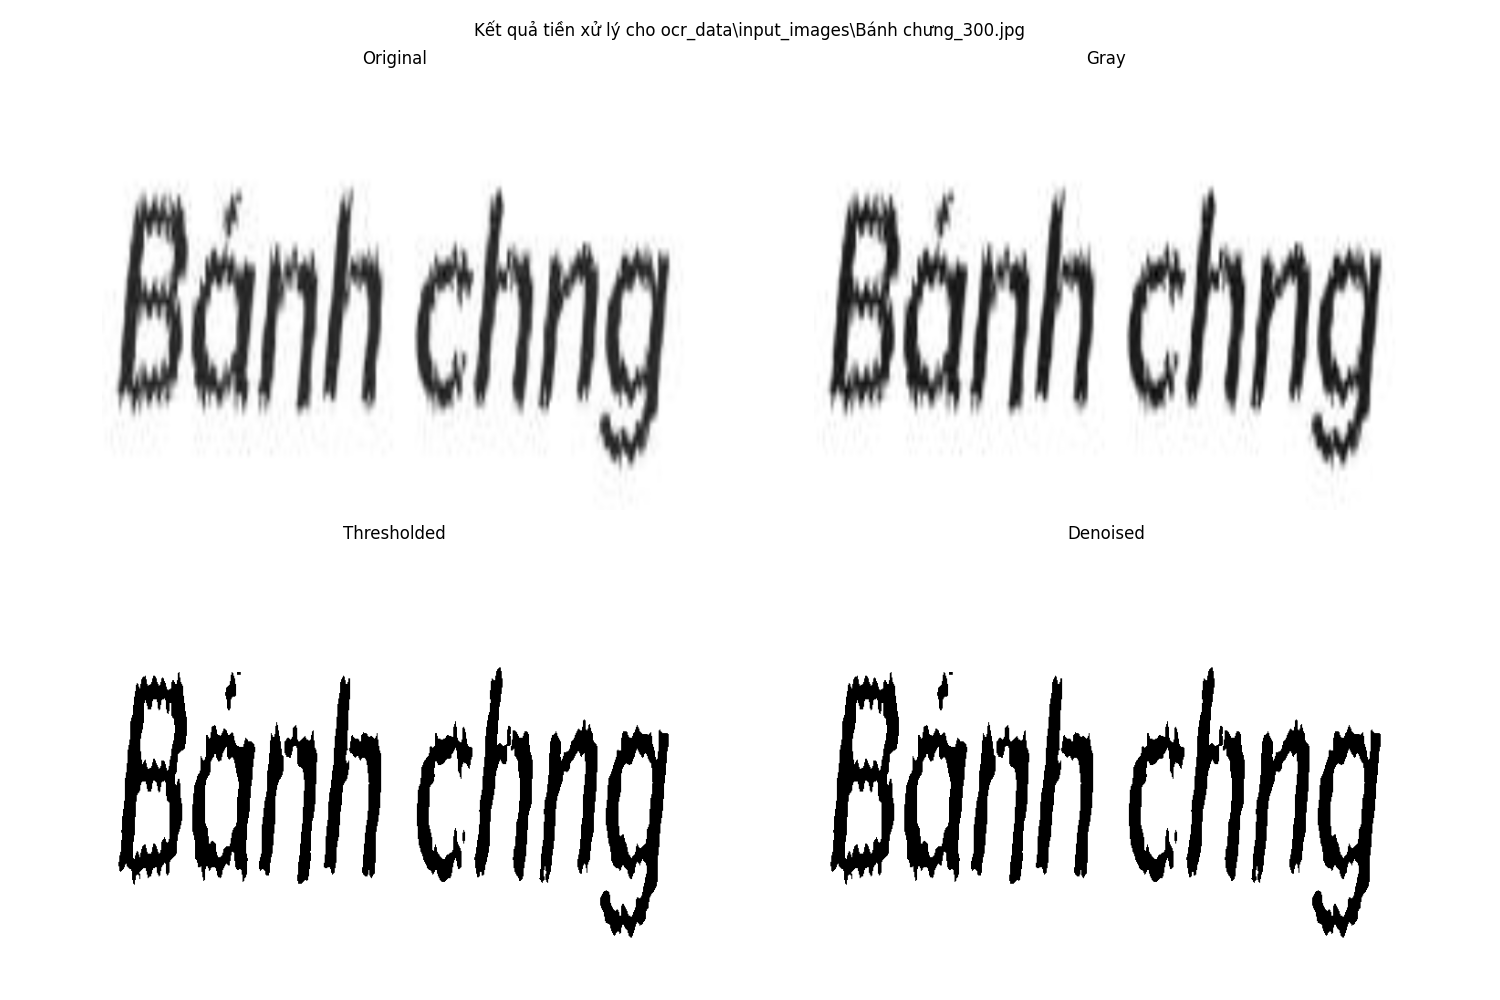 Kết quả tiền xử lý cho ocr_data\input_images\Bánh chưng_300.jpg
Original
Gray
Bánh chng
Bánh chng
Thresholded
Denoised
Bánh chng
Bánh chng